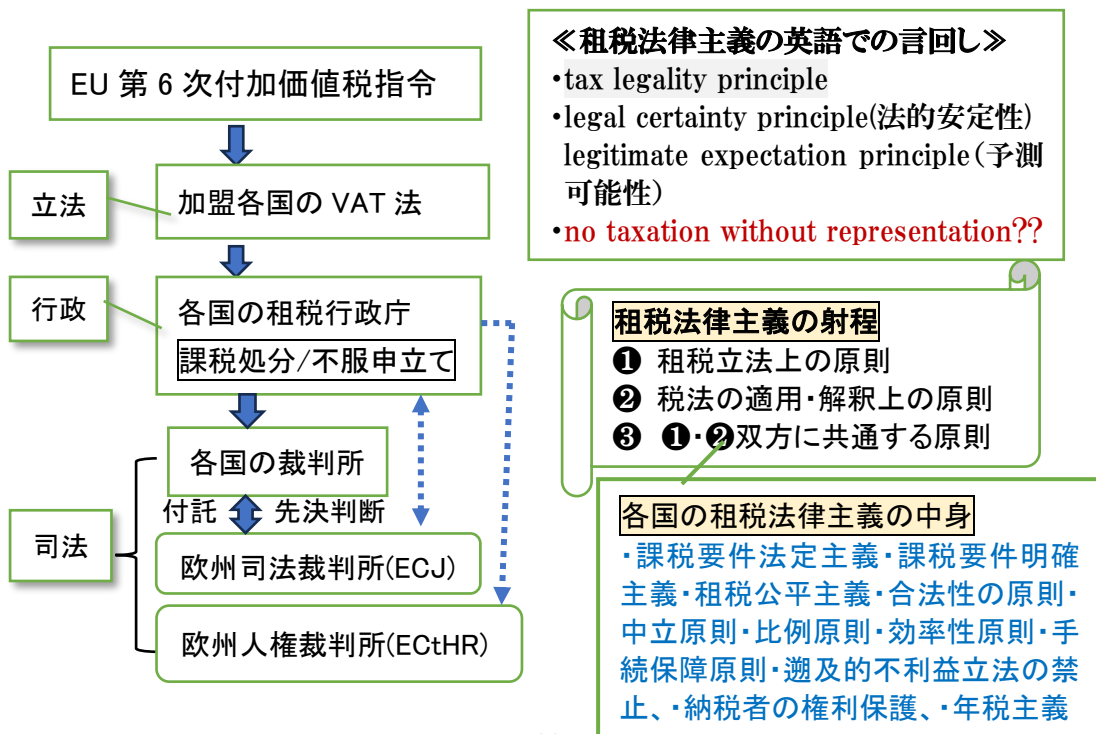 EU 第 6 次付加価値税指令
立法
加盟各国の VAT 法
行政
各国の租税行政庁
課税処分/不服申立て
各国の裁判所
付託
先決判断
司法
欧州司法裁判所(ECJ)
欧州人権裁判所(ECtHR)
≪租税法律主義の英語での言回し≫
・tax legality principle
・legal certainty principle(法的安定性)
legitimate expectation principle(予測
可能性)
・no taxation without representation??
租税法律主義の射程
❶ 租税立法上の原則
❷ 税法の適用・解釈上の原則
❸ ❶・❷双方に共通する原則
各国の租税法律主義の中身
・課税要件法定主義・課税要件明確
主義・租税公平主義・合法性の原則・
中立原則・比例原則・効率性原則・手
続保障原則・遡及的不利益立法の禁
止、・納税者の権利保護、・年税主義